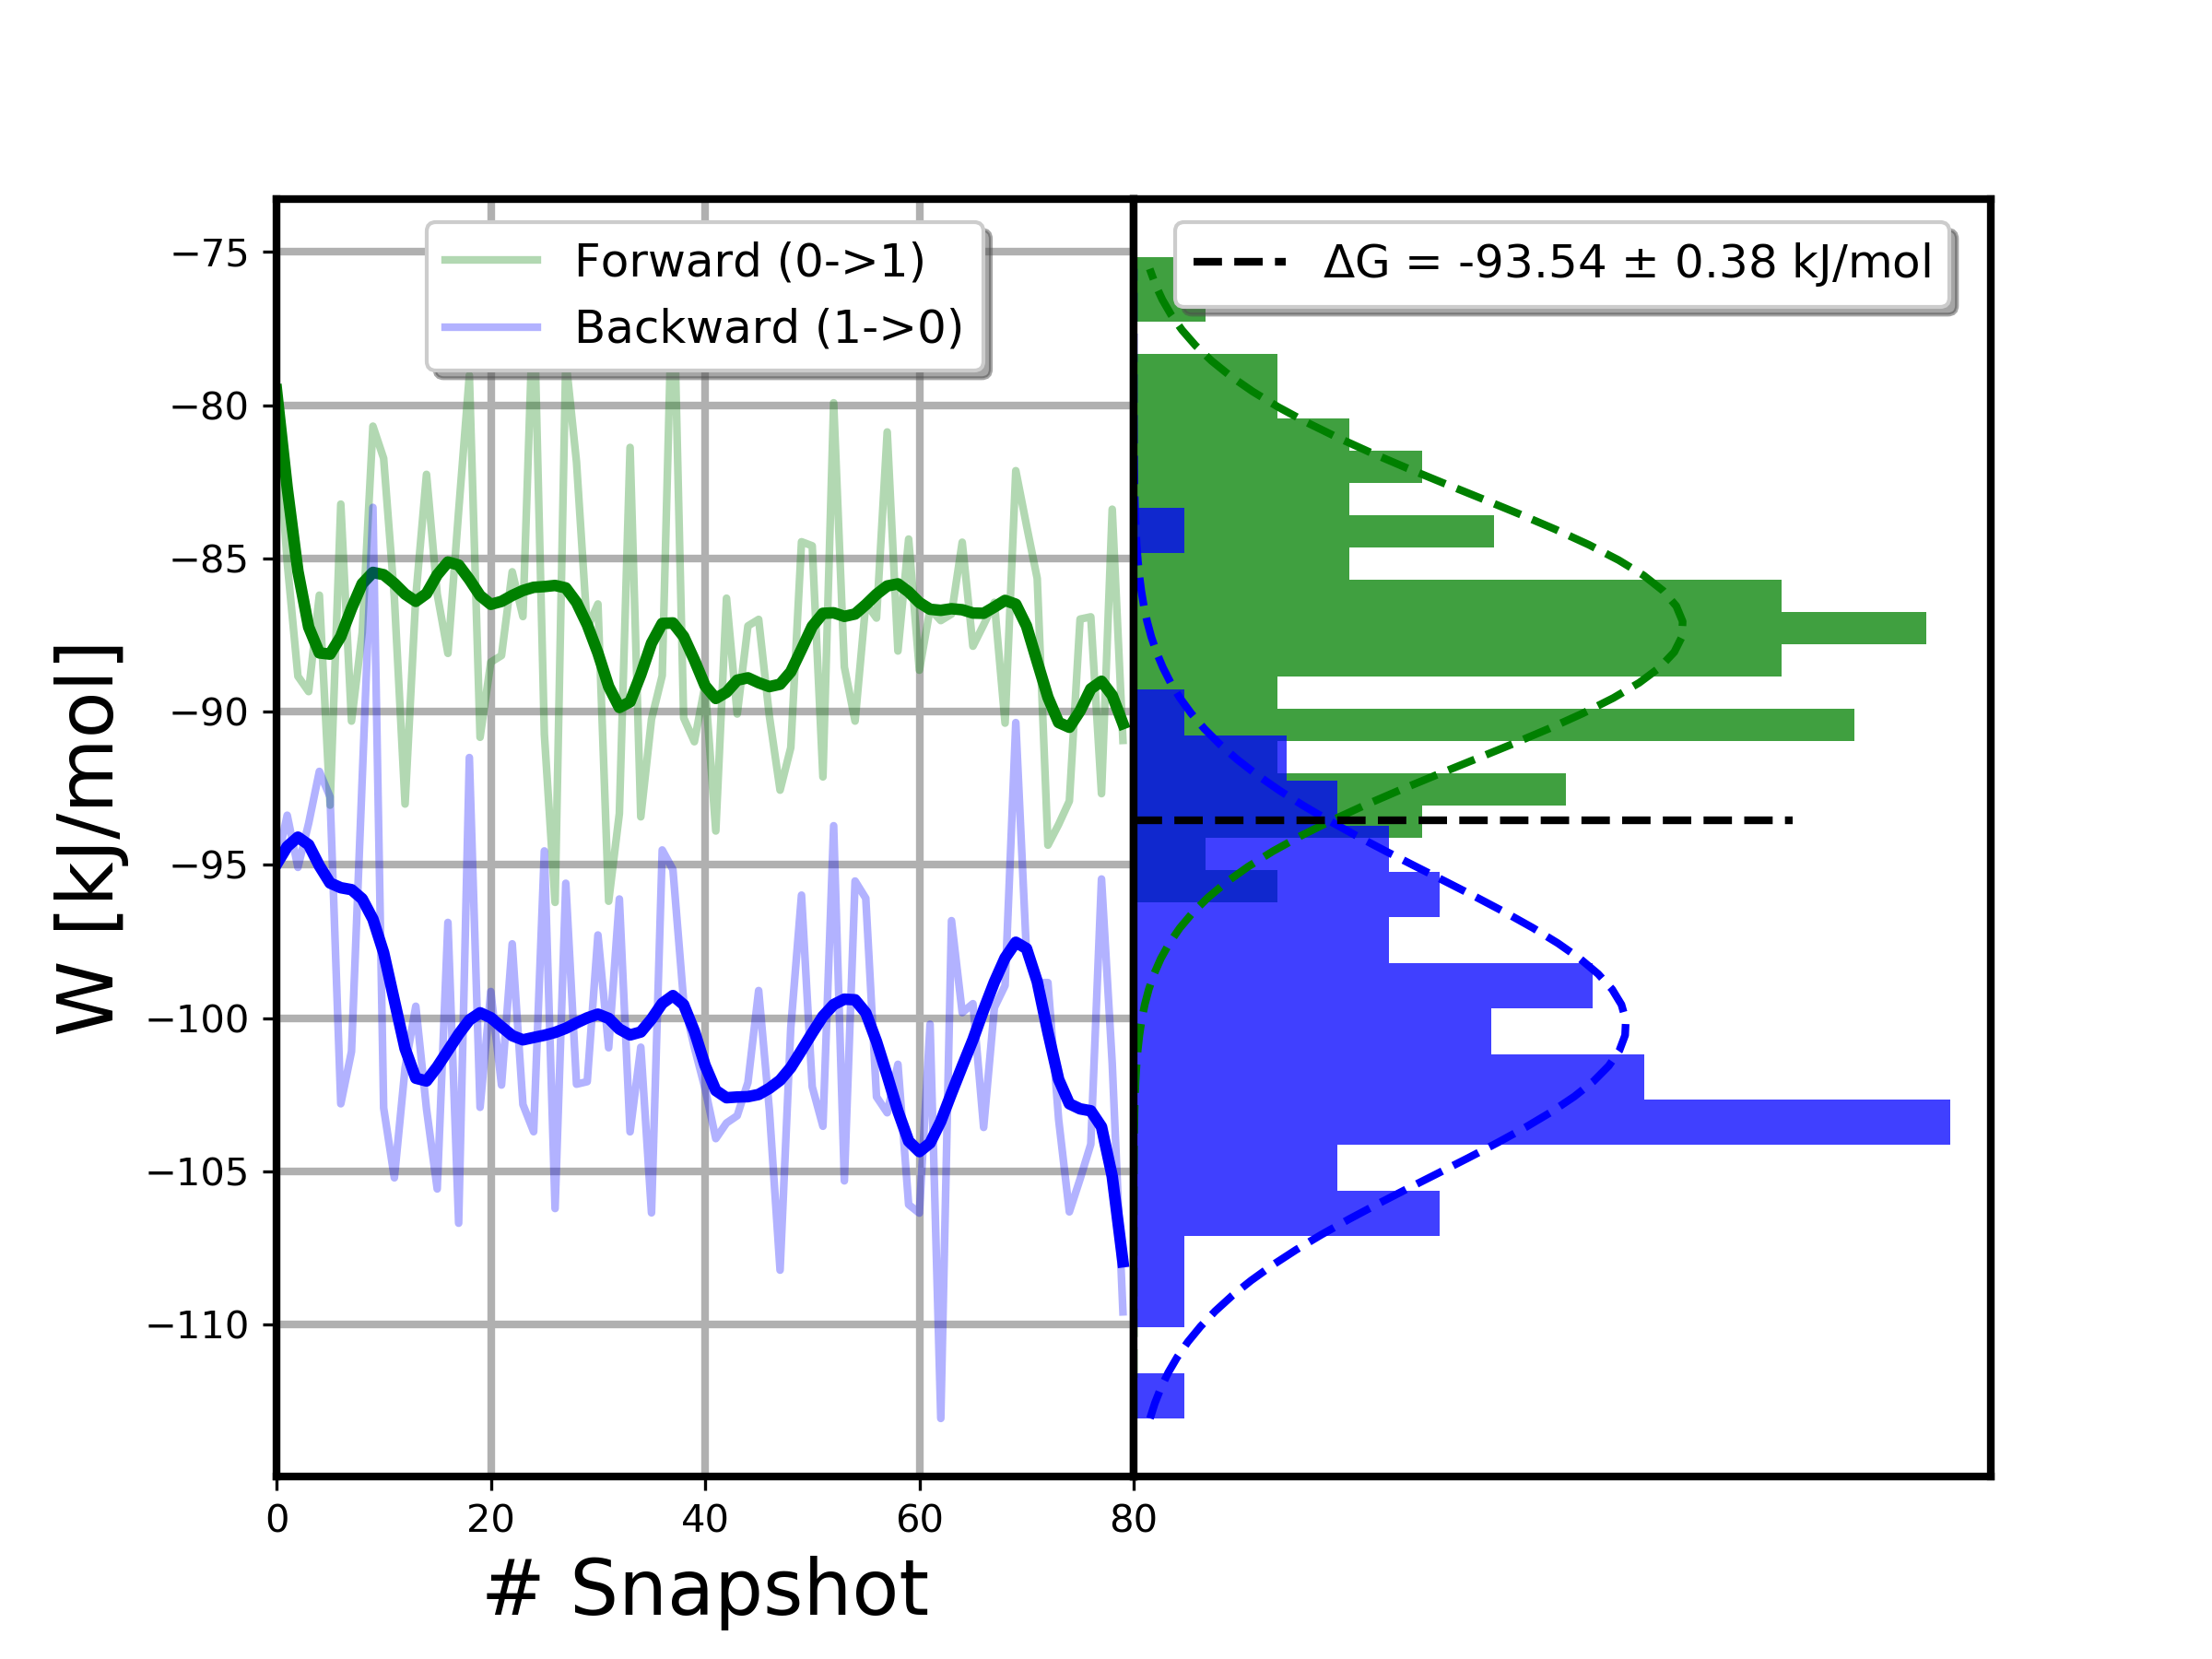 Forward (0->1)
Backward (1->0)
ΔG = -93.54 ± 0.38 kJ/mol
W [kJ/mol]
−75
−80
−85
−90
−95
−100
−105
−110
0 20 40 60 80
# Snapshot